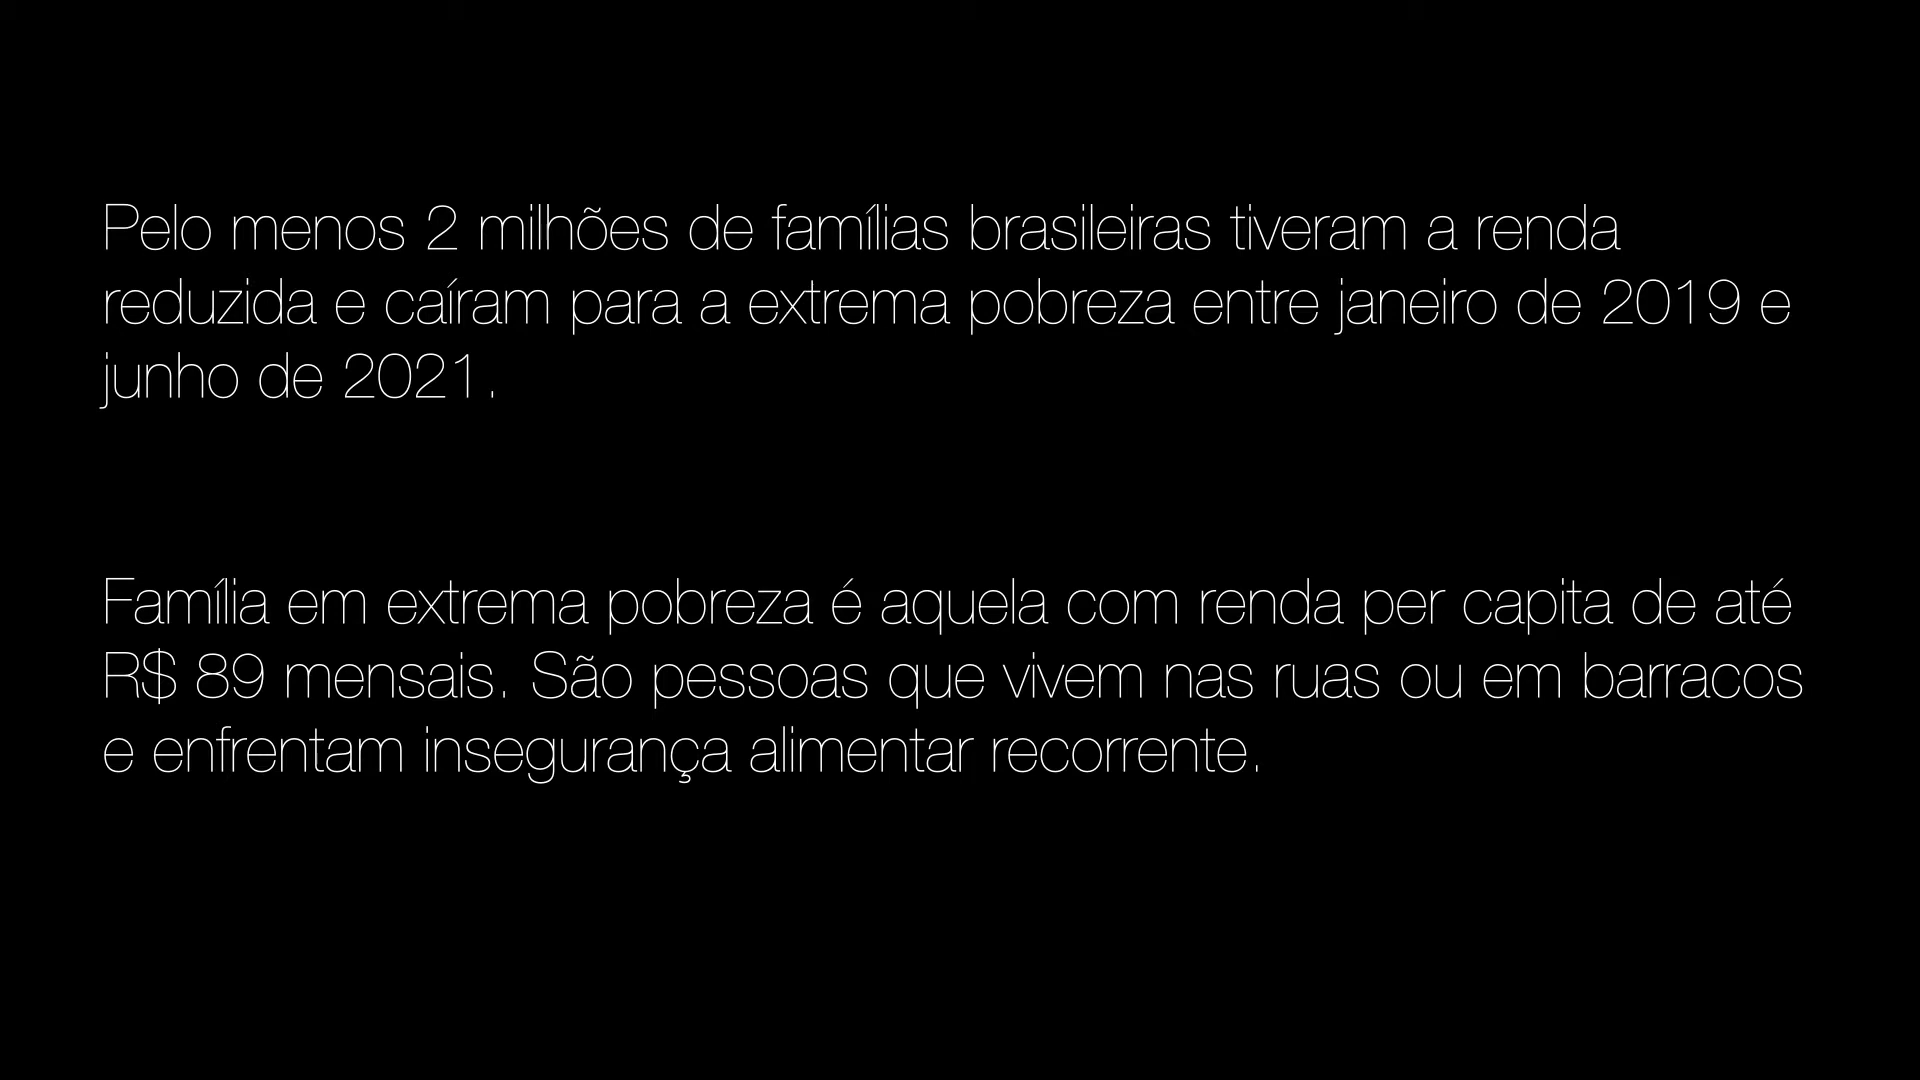 Pelo menos 2 milhões de famílias brasileiras tiveram a renda
reduzida e caíram para a extrema pobreza entre janeiro de 2019 e
junho de 2021.
Família em extrema pobreza é aquela com renda per capita de até
R$ 89 mensais. São pessoas que vivem nas ruas ou em barracos
e enfrentam insegurança alimentar recorrente.